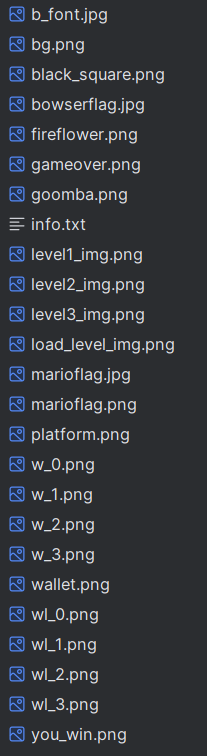 b_font.jpg
bg.png
black_square.png
bowserflag.jpg
fireflower.png
gameover.png
goomba.png
info.txt
level1_img.png
level2_img.png
level3_img.png
load_level_img.png
marioflag.jpg
marioflag.png
platform.png
w_0.png
w_1.png
w_2.png
w_3.png
wallet.png
wl_0.png
wl_1.png
wl_2.png
wl_3.png
you_win.png